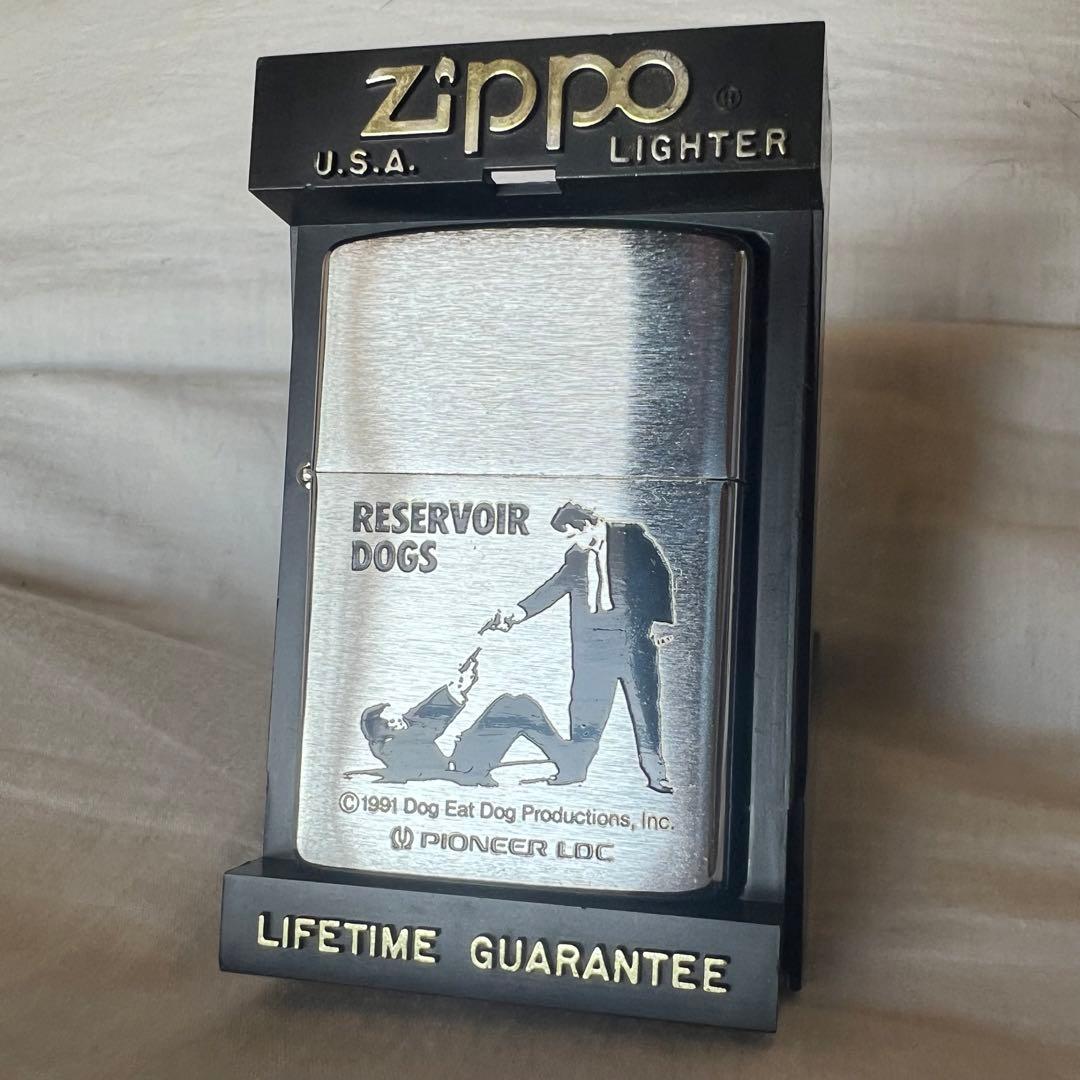 Zippo ®
U.S.A. LIGHTER
RESERVOIR
DOGS
©1991 Dog Eat Dog Productions, Inc.
PIONEER LDC
LIFETIME GUARANTEE